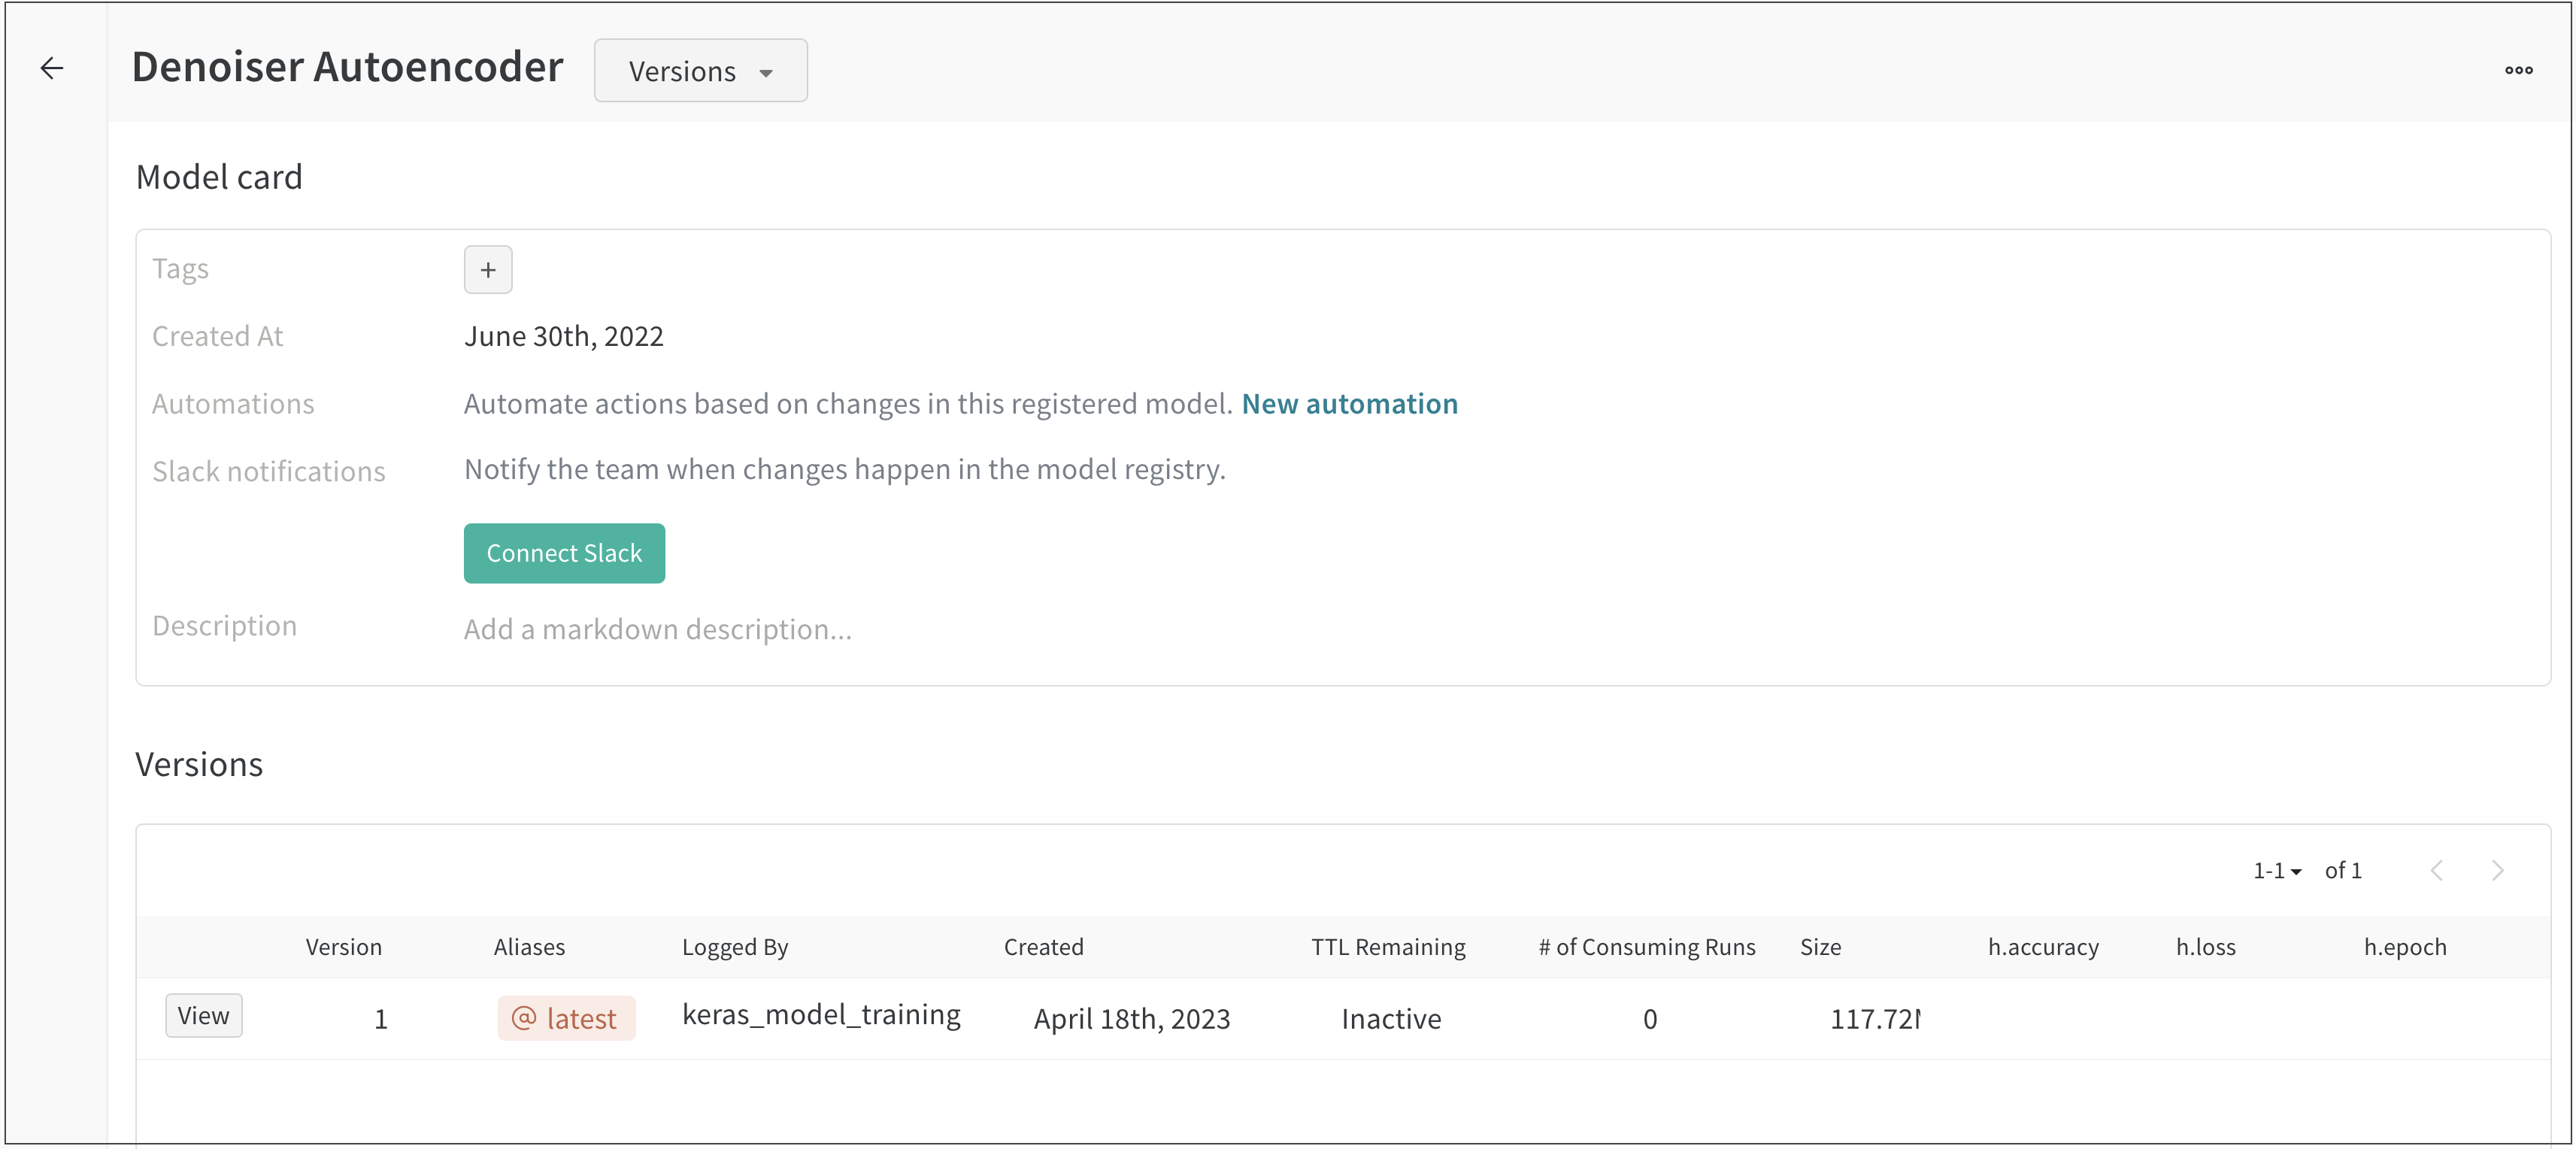 Denoiser Autoencoder Versions
Model card
Tags +
Created At June 30th, 2022
Automations Automate actions based on changes in this registered model. New automation
Slack notifications Notify the team when changes happen in the model registry.
Connect Slack
Description Add a markdown description...
Versions
1-1 of 1
Version Aliases Logged By Created TTL Remaining # of Consuming Runs Size h.accuracy h.loss h.epoch
View 1 @ latest keras_model_training April 18th, 2023 Inactive 0 117.72